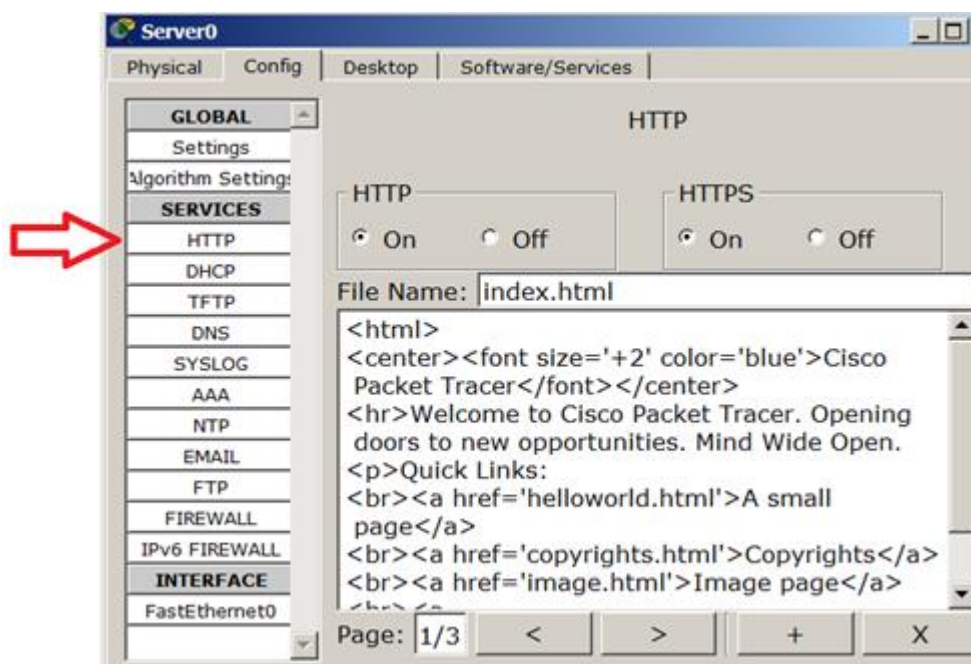 Server0
Physical Config Desktop Software/Services
GLOBAL
Settings
Algorithm Settings
SERVICES
HTTP
DHCP
TFTP
DNS
SYSLOG
AAA
NTP
EMAIL
FTP
FIREWALL
IPv6 FIREWALL
INTERFACE
FastEthernet0
HTTP
HTTP
On Off
HTTPS
On Off
File Name: index.html
<html>
<center><font size='+2' color='blue'>Cisco
Packet Tracer</font></center>
<hr>Welcome to Cisco Packet Tracer. Opening
doors to new opportunities. Mind Wide Open.
<p>Quick Links:
<br><a href='helloworld.html'>A small
page</a>
<br><a href='copyrights.html'>Copyrights</a>
<br><a href='image.html'>Image page</a>
<br><a
Page: 1/3 < > + X